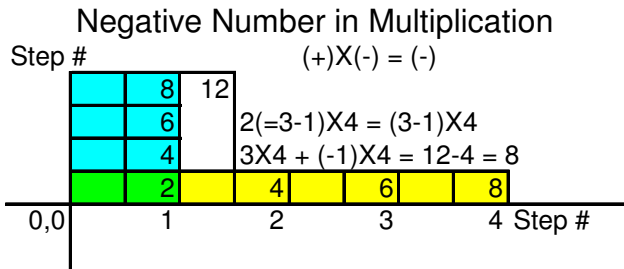 Negative Number in Multiplication
Step #
(+)X(-) = (-)
8 12
6 2(=3-1)X4 = (3-1)X4
4 3X4 + (-1)X4 = 12-4 = 8
2 4 6 8
0,0 1 2 3 4 Step #